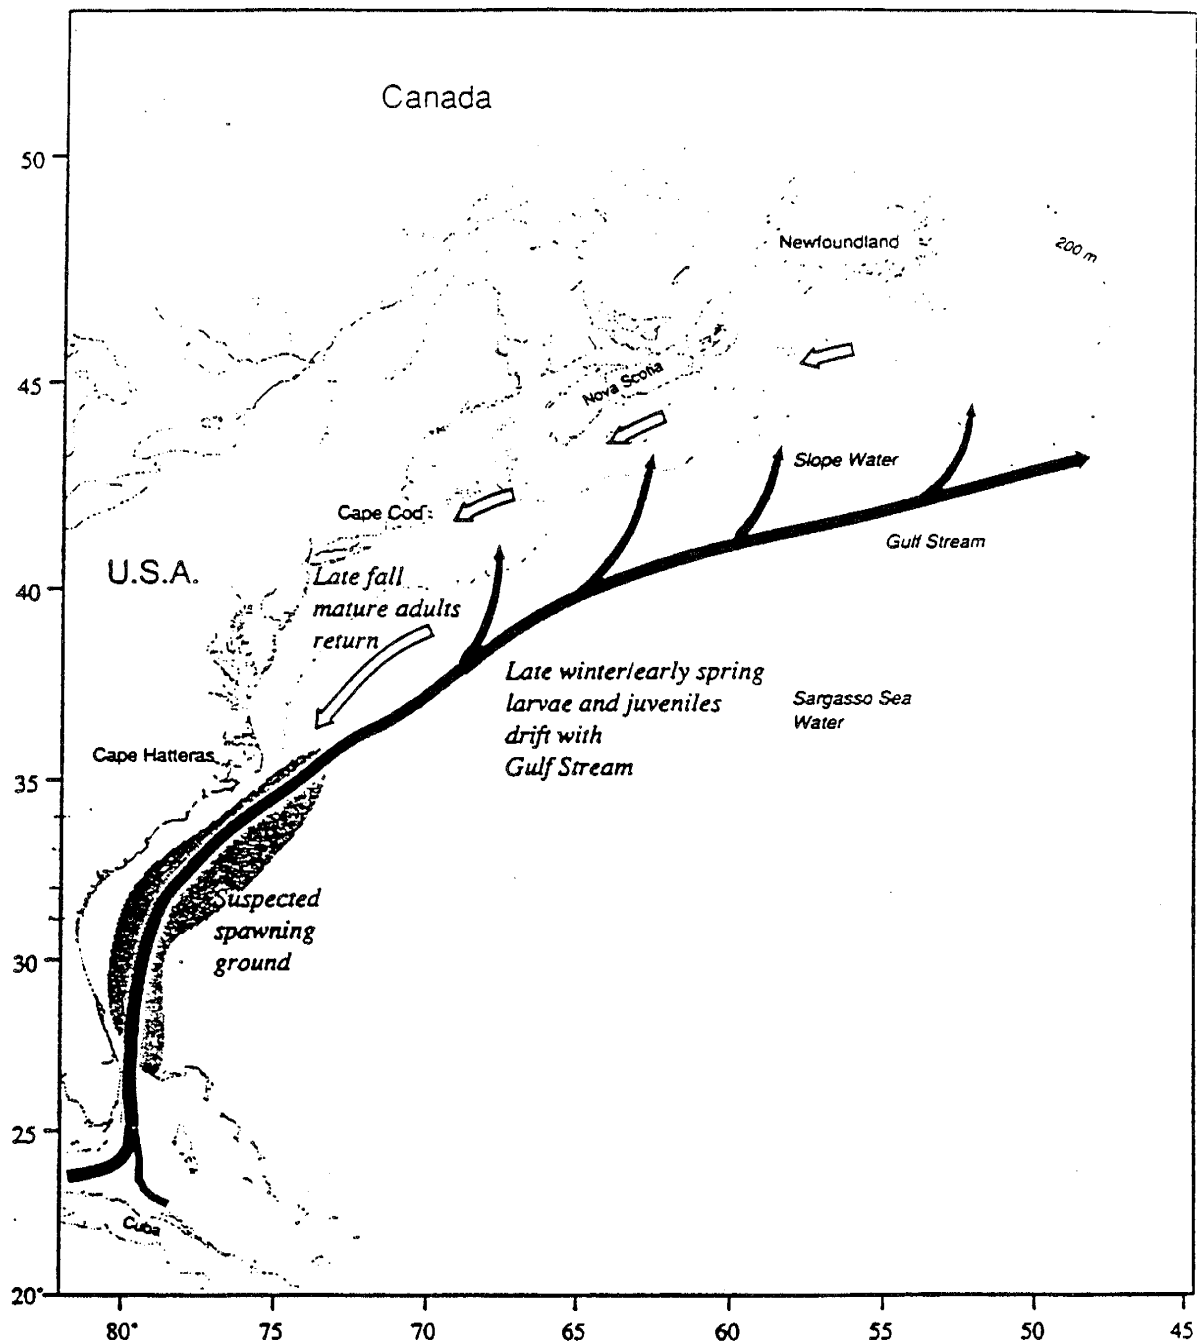 Canada
50
Newfoundland
200 m
45
Nova Scotia
Slope Water
Cape Cod
Gulf Stream
U.S.A.
40
Late fall
mature adults
return
Late winter/early spring
larvae and juveniles
drift with
Gulf Stream
Sargasso Sea
Water
Cape Hatteras
35
Suspected
spawning
ground
30
25
Cuba
20°
80° 75 70 65 60 55 50 45